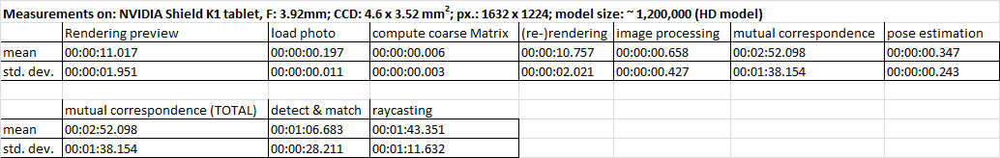 Measurements on: NVIDIA Shield K1 tablet, F: 3.92mm; CCD: 4.6 x 3.52 mm²; px.: 1632 x 1224; model size: ~ 1,200,000 (HD model)
Rendering preview load photo compute coarse Matrix (re-)rendering image processing mutual correspondence pose estimation
mean 00:00:11.017 00:00:00.197 00:00:00.006 00:00:10.757 00:00:00.658 00:02:52.098 00:00:00.347
std. dev. 00:00:01.951 00:00:00.011 00:00:00.003 00:00:02.021 00:00:00.427 00:01:38.154 00:00:00.243
mutual correspondence (TOTAL) detect & match raycasting
mean 00:02:52.098 00:01:06.683 00:01:43.351
std. dev. 00:01:38.154 00:00:28.211 00:01:11.632